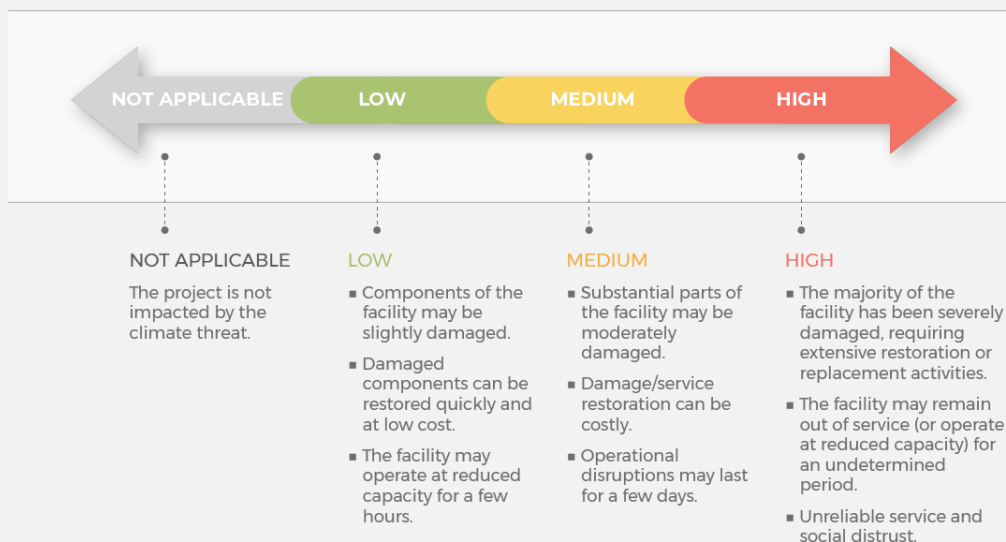 NOT APPLICABLE
LOW
MEDIUM
HIGH
NOT APPLICABLE
The project is not
impacted by the
climate threat.
LOW
▪ Components of the
facility may be
slightly damaged.
▪ Damaged
components can be
restored quickly and
at low cost.
▪ The facility may
operate at reduced
capacity for a few
hours.
MEDIUM
▪ Substantial parts of
the facility may be
moderately
damaged.
▪ Damage/service
restoration can be
costly.
▪ Operational
disruptions may last
for a few days.
HIGH
▪ The majority of the
facility has been severely
damaged, requiring
extensive restoration or
replacement activities.
▪ The facility may remain
out of service (or operate
at reduced capacity) for
an undetermined
period.
▪ Unreliable service and
social distrust.